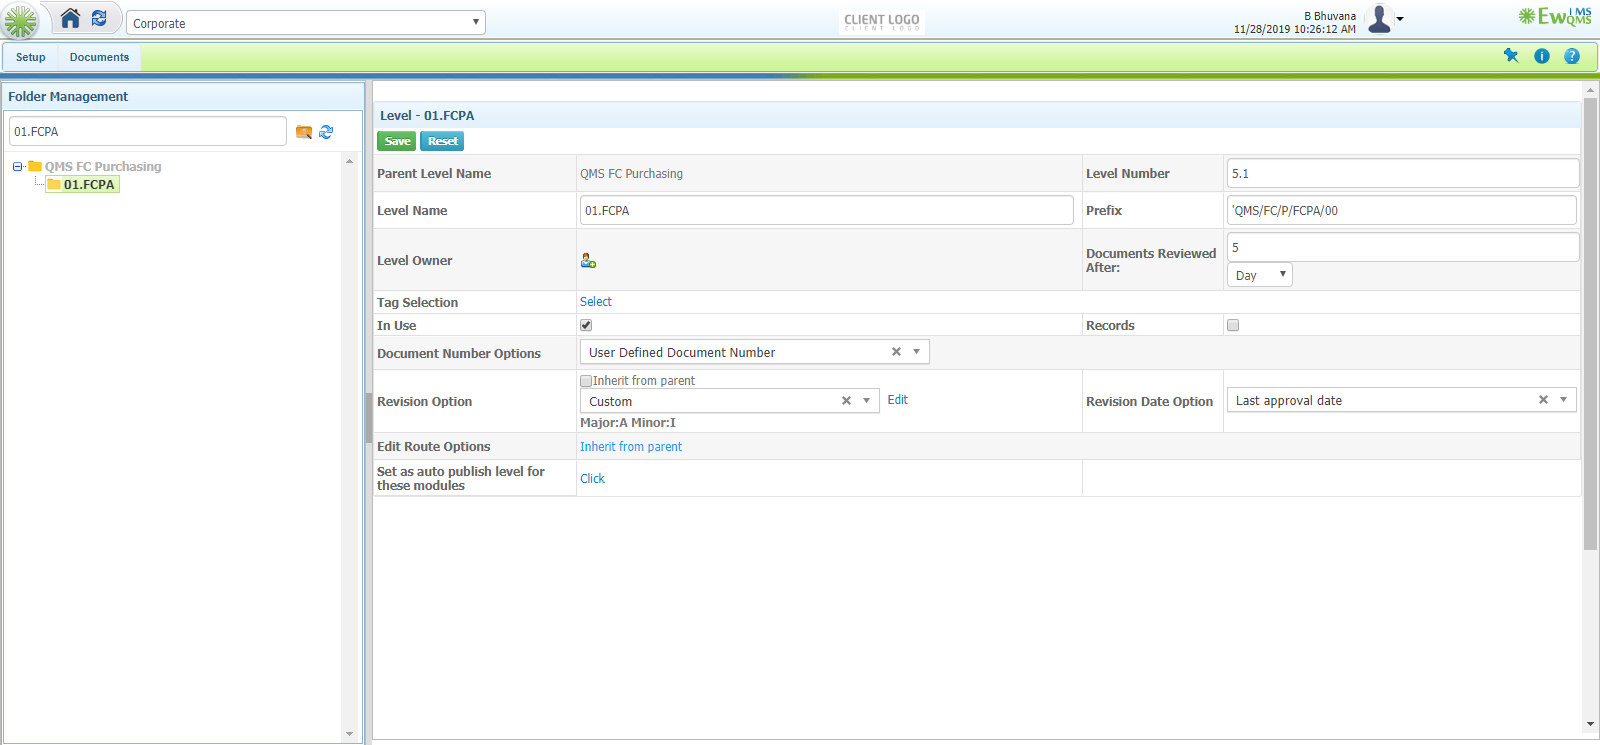 Corporate
CLIENT LOGO
CLIENT LOGO
B Bhuvana
11/28/2019 10:26:12 AM
EwQMS
IMS
Setup
Documents
Folder Management
01.FCPA
QMS FC Purchasing
01.FCPA
Level - 01.FCPA
Save
Reset
Parent Level Name
QMS FC Purchasing
Level Number
5.1
Level Name
01.FCPA
Prefix
'QMS/FC/P/FCPA/00
Level Owner
Documents Reviewed
After:
5
Day
Tag Selection
Select
In Use
Records
Document Number Options
User Defined Document Number
Revision Option
Inherit from parent
Custom
Edit
Major:A Minor:I
Revision Date Option
Last approval date
Edit Route Options
Inherit from parent
Set as auto publish level for
these modules
Click